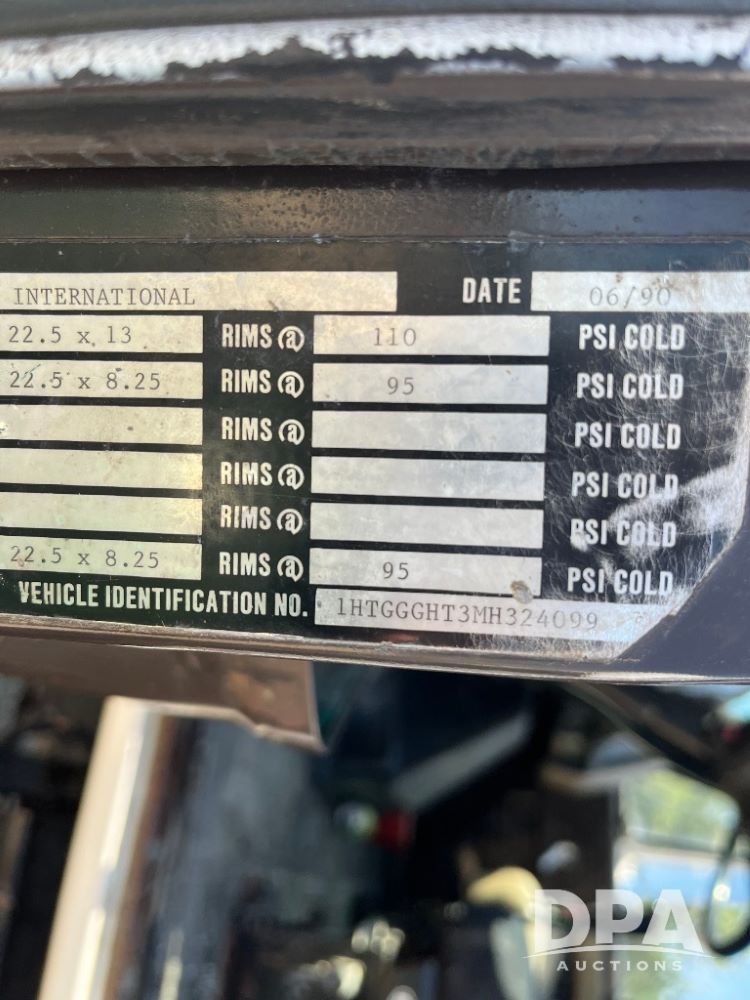 INTERNATIONAL DATE 06/90
22.5 x 13 RIMS @ 110 PSI COLD
22.5 x 8.25 RIMS @ 95 PSI COLD
RIMS @ PSI COLD
RIMS @ PSI COLD
RIMS @ PSI COLD
22.5 x 8.25 RIMS @ 95 PSI COLD
VEHICLE IDENTIFICATION NO. 1HTGGGHT3MH324099
DPA
AUCTIONS